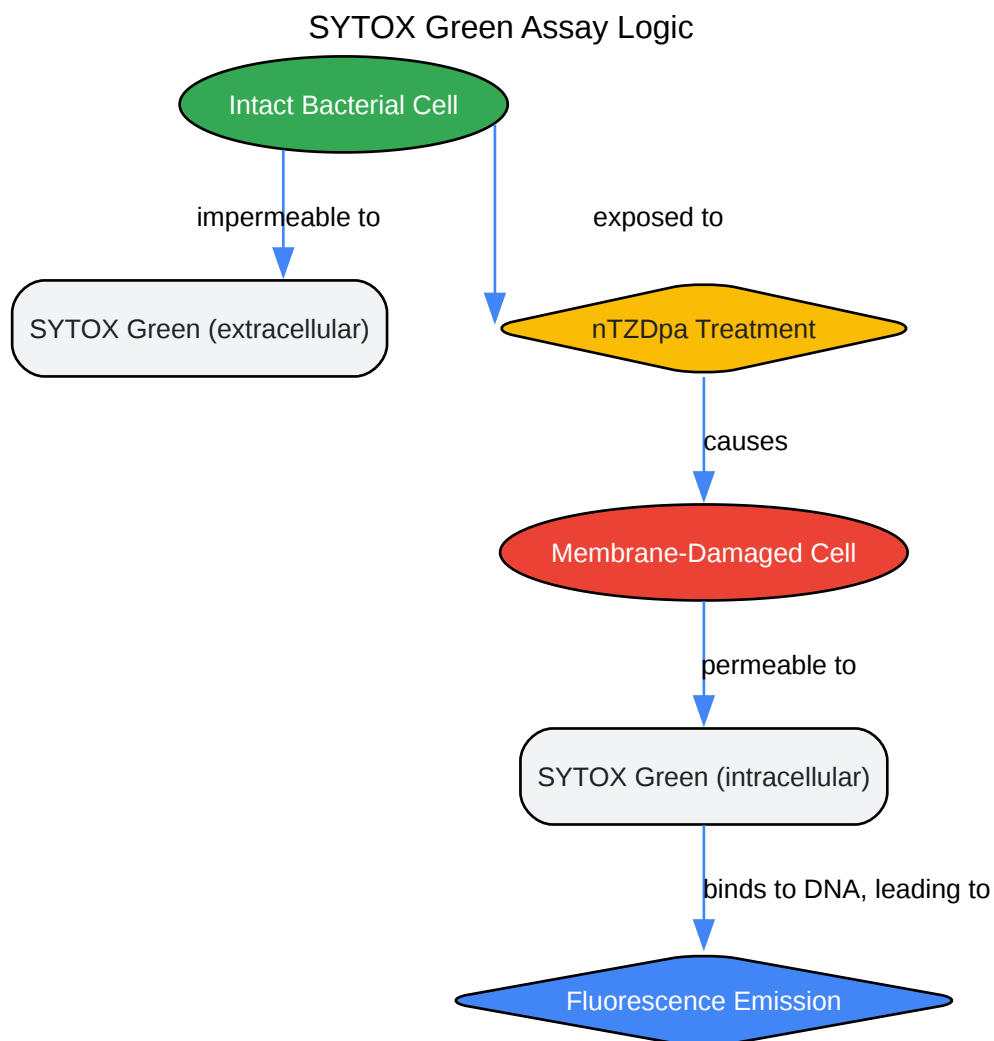 SYTOX Green Assay Logic
Intact Bacterial Cell
impermeable to
exposed to
SYTOX Green (extracellular)
nTZDpa Treatment
causes
Membrane-Damaged Cell
permeable to
SYTOX Green (intracellular)
binds to DNA, leading to
Fluorescence Emission